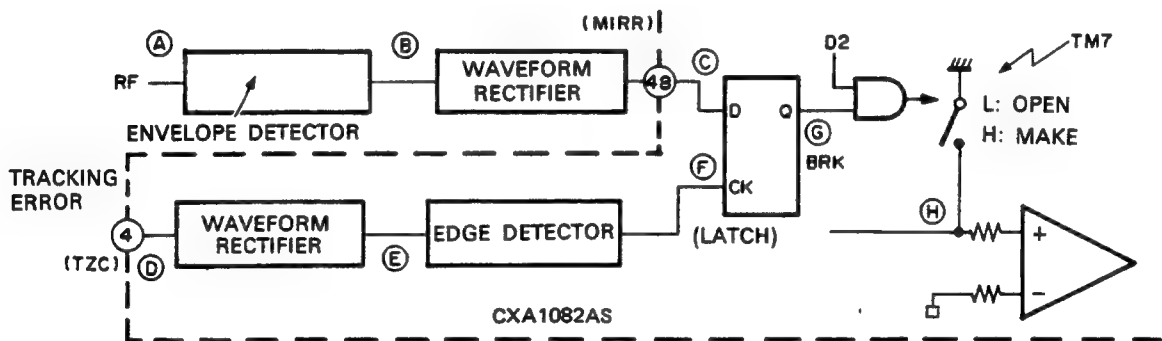 (MIRR)
Ⓐ
Ⓑ
RF
WAVEFORM
RECTIFIER
48
Ⓒ
D2
TM7
ENVELOPE DETECTOR
D
Q
L: OPEN
H: MAKE
Ⓖ
BRK
TRACKING
ERROR
Ⓕ
CK
4
WAVEFORM
RECTIFIER
EDGE DETECTOR
(LATCH)
Ⓗ
(TZC)
Ⓓ
Ⓔ
+
−
CXA1082AS